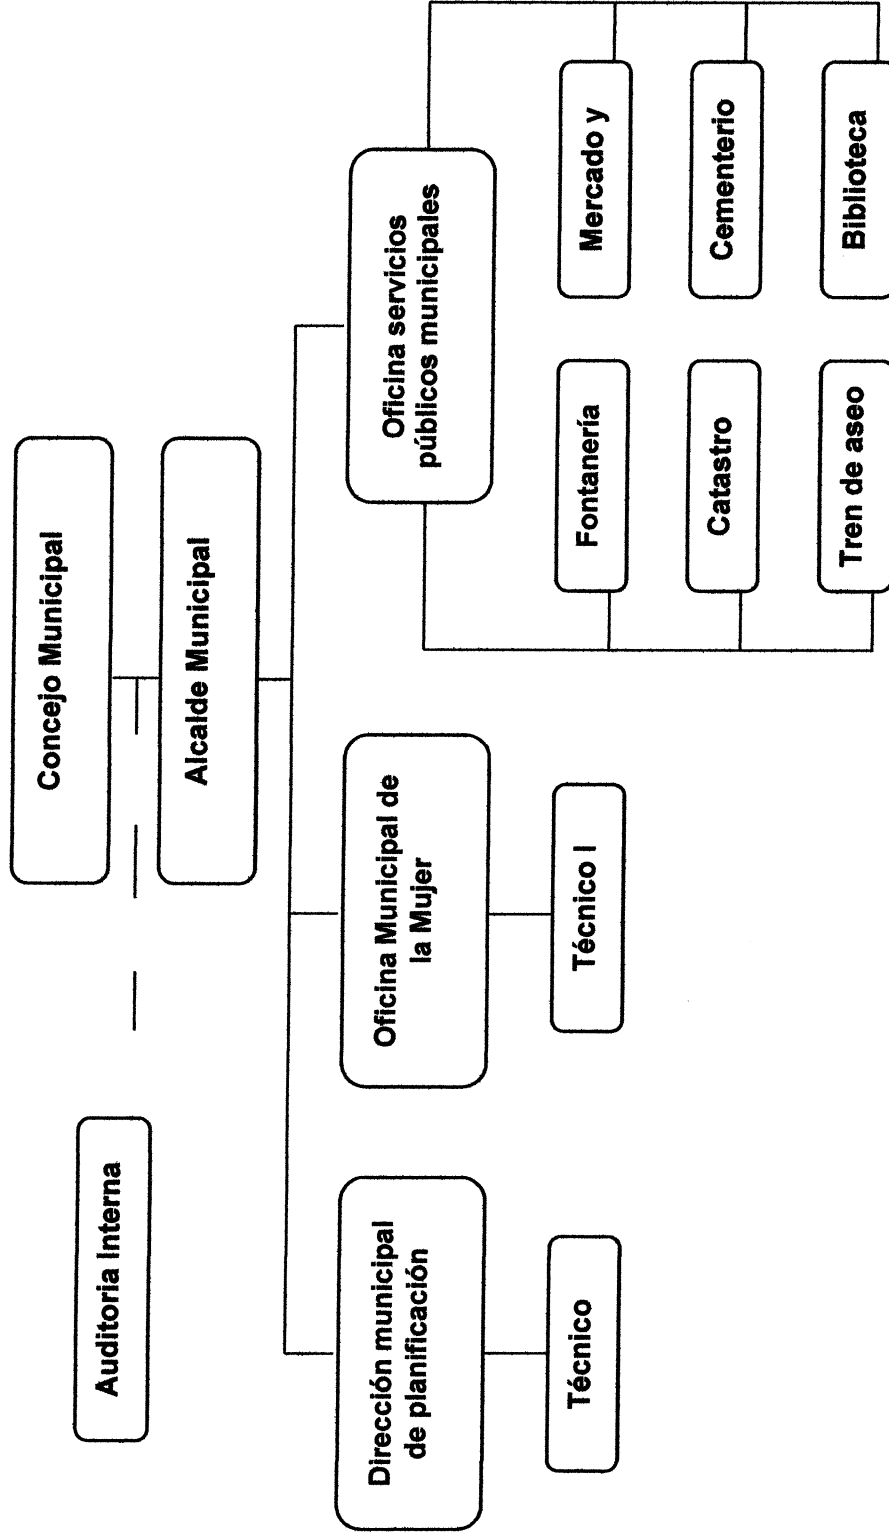 Concejo Municipal
Auditoria Interna
Alcalde Municipal
Dirección municipal
de planificación
Oficina Municipal de
la Mujer
Oficina servicios
públicos municipales
Técnico
Técnico I
Fontanería
Mercado y
Catastro
Cementerio
Tren de aseo
Biblioteca